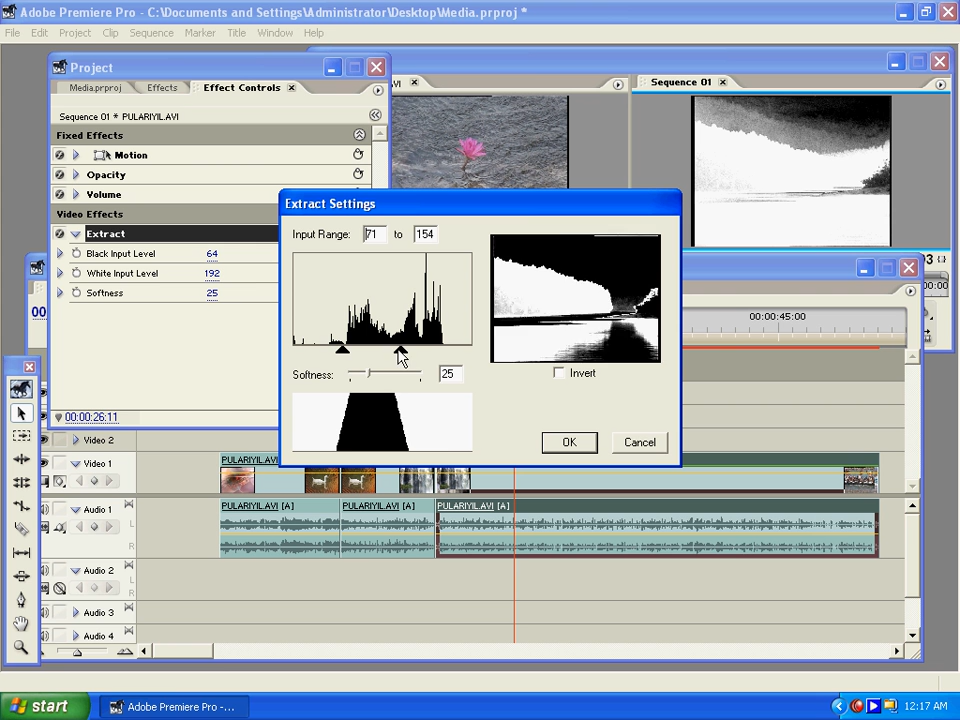 Adobe Premiere Pro - C:\Documents and Settings\Administrator\Desktop\Media.prproj *
File Edit Project Clip Sequence Marker Title Window Help
Project
Media.prproj Effects Effect Controls
Sequence 01 * PULARIYIL.AVI
Fixed Effects
Motion
Opacity
Volume
Video Effects
Extract
Black Input Level 64
White Input Level 192
Softness 25
00:00:26:11
Sequence 01
Extract Settings
Input Range: 71 to 154
Softness: 25
Invert
OK Cancel
00:00:45:00
Video 2
Video 1
PULARIYIL.AVI
Audio 1
PULARIYIL.AVI [A] PULARIYIL.AVI [A] PULARIYIL.AVI [A]
L
R
Audio 2
L
R
Audio 3
Audio 4
start Adobe Premiere Pro -... 12:17 AM